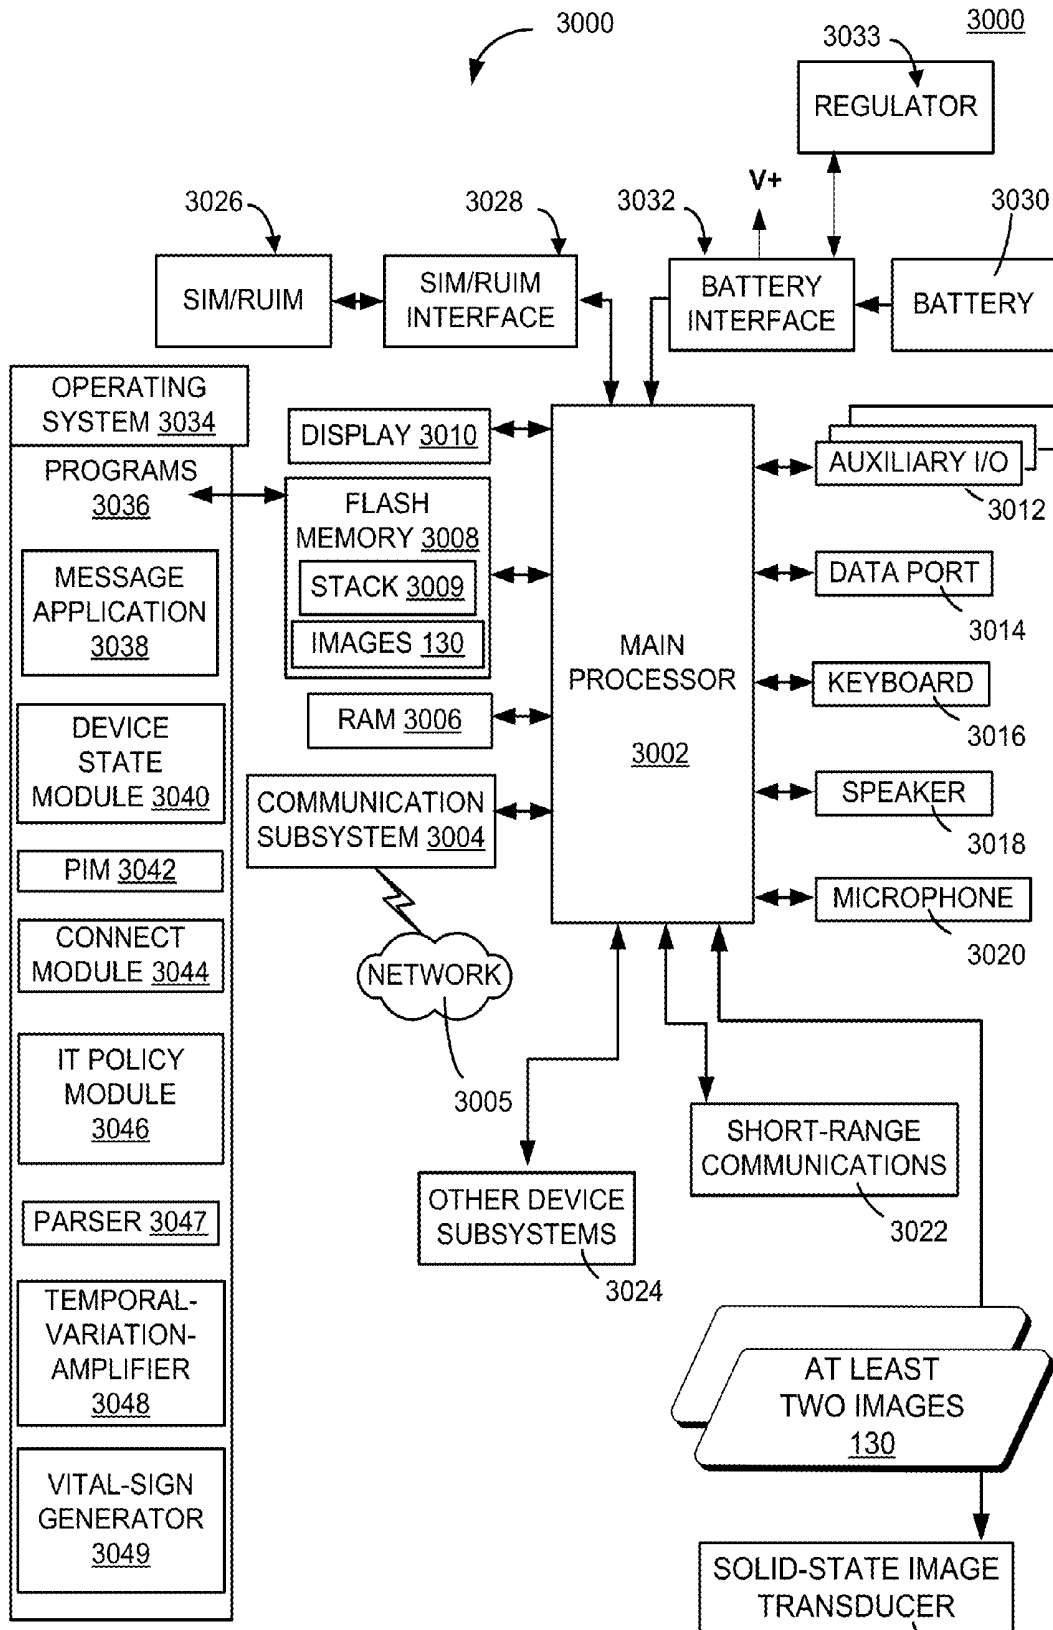 3000
3000
3033
REGULATOR
V+
3026
3028
3032
3030
SIM/RUIM
SIM/RUIM
INTERFACE
BATTERY
INTERFACE
BATTERY
OPERATING
SYSTEM 3034
PROGRAMS
3036
MESSAGE
APPLICATION
3038
DEVICE
STATE
MODULE 3040
PIM 3042
CONNECT
MODULE 3044
IT POLICY
MODULE
3046
PARSER 3047
TEMPORAL-
VARIATION-
AMPLIFIER
3048
VITAL-SIGN
GENERATOR
3049
DISPLAY 3010
FLASH
MEMORY 3008
STACK 3009
IMAGES 130
RAM 3006
COMMUNICATION
SUBSYSTEM 3004
NETWORK
3005
MAIN
PROCESSOR
3002
AUXILIARY I/O
3012
DATA PORT
3014
KEYBOARD
3016
SPEAKER
3018
MICROPHONE
3020
SHORT-RANGE
COMMUNICATIONS
3022
OTHER DEVICE
SUBSYSTEMS
3024
AT LEAST
TWO IMAGES
130
SOLID-STATE IMAGE
TRANSDUCER